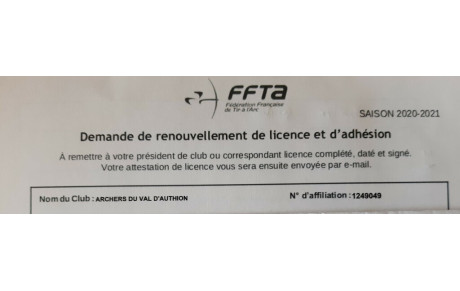 FFTA
Fédération Française
de Tir à l'Arc
SAISON 2020-2021
Demande de renouvellement de licence et d'adhésion
À remettre à votre président de club ou correspondant licence complété, daté et signé.
Votre attestation de licence vous sera ensuite envoyée par e-mail.
Nom du Club : ARCHERS DU VAL D'AUTHION N° d'affiliation : 1249049